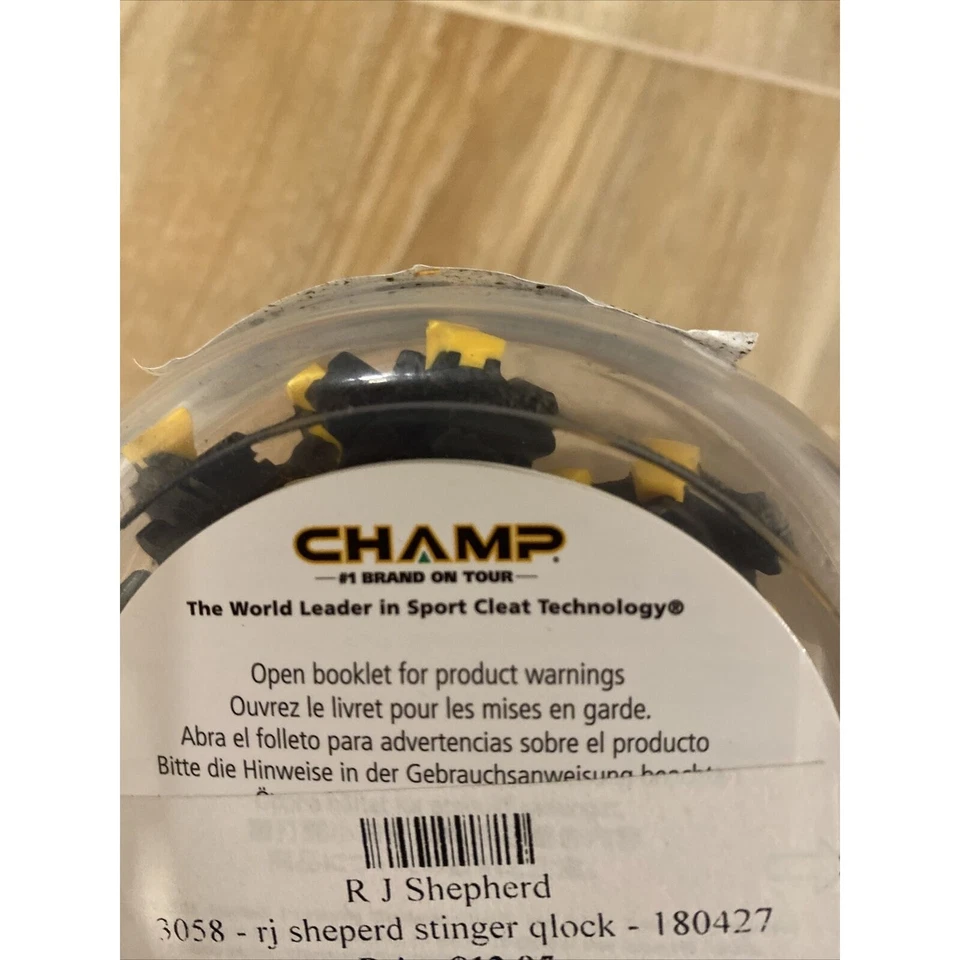 CHAMP
#1 BRAND ON TOUR
The World Leader in Sport Cleat Technology®
Open booklet for product warnings
Ouvrez le livret pour les mises en garde.
Abra el folleto para advertencias sobre el producto
Bitte die Hinweise in der Gebrauchsanweisung
R J Shepherd
3058 - rj sheperd stinger qlock - 180427